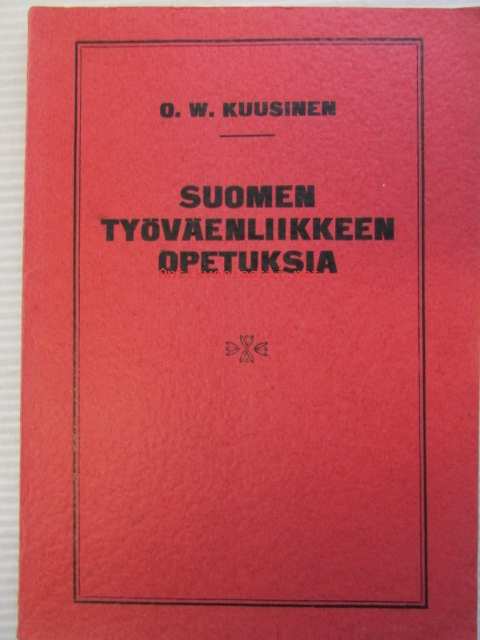 O. W. KUUSINEN
SUOMEN
TYÖVÄENLIIKKEEN
OPETUKSIA